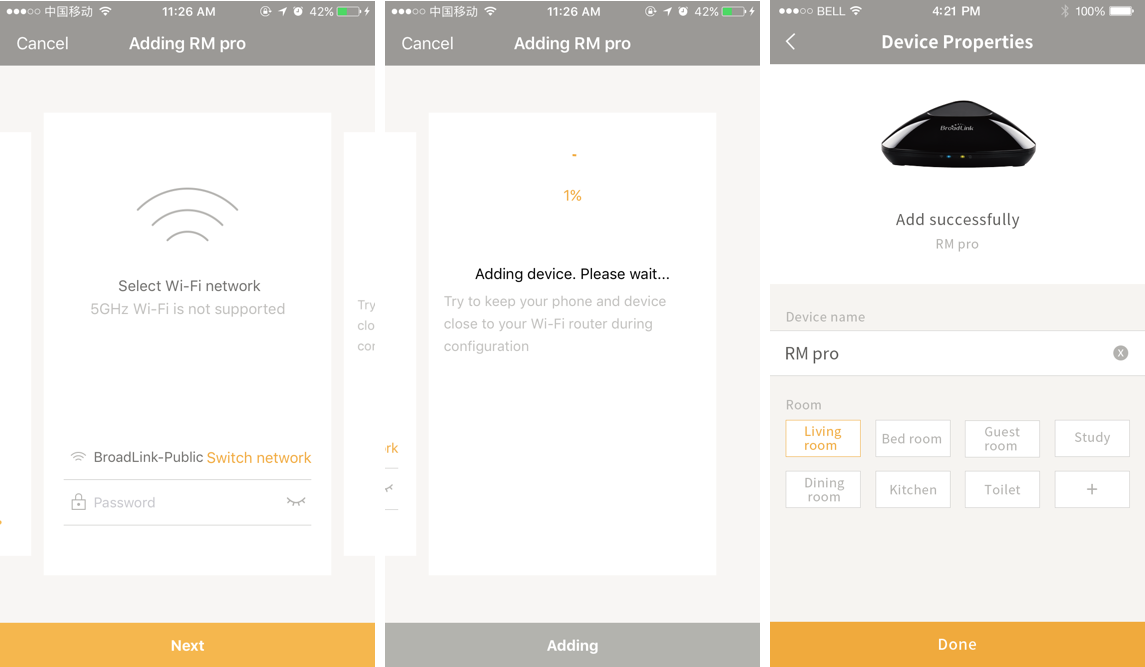 中国移动 11:26 AM 42%
Cancel Adding RM pro
Select Wi-Fi network
5GHz Wi-Fi is not supported
BroadLink-Public Switch network
Password
Try
clo
cor
Next
中国移动 11:26 AM 42%
Cancel Adding RM pro
1%
Adding device. Please wait...
Try to keep your phone and device
close to your Wi-Fi router during
configuration
rk
Adding
BELL 4:21 PM 100%
Device Properties
BroadLink
Add successfully
RM pro
Device name
RM pro
Room
Living
room
Bed room
Guest
room
Study
Dining
room
Kitchen
Toilet
+
Done